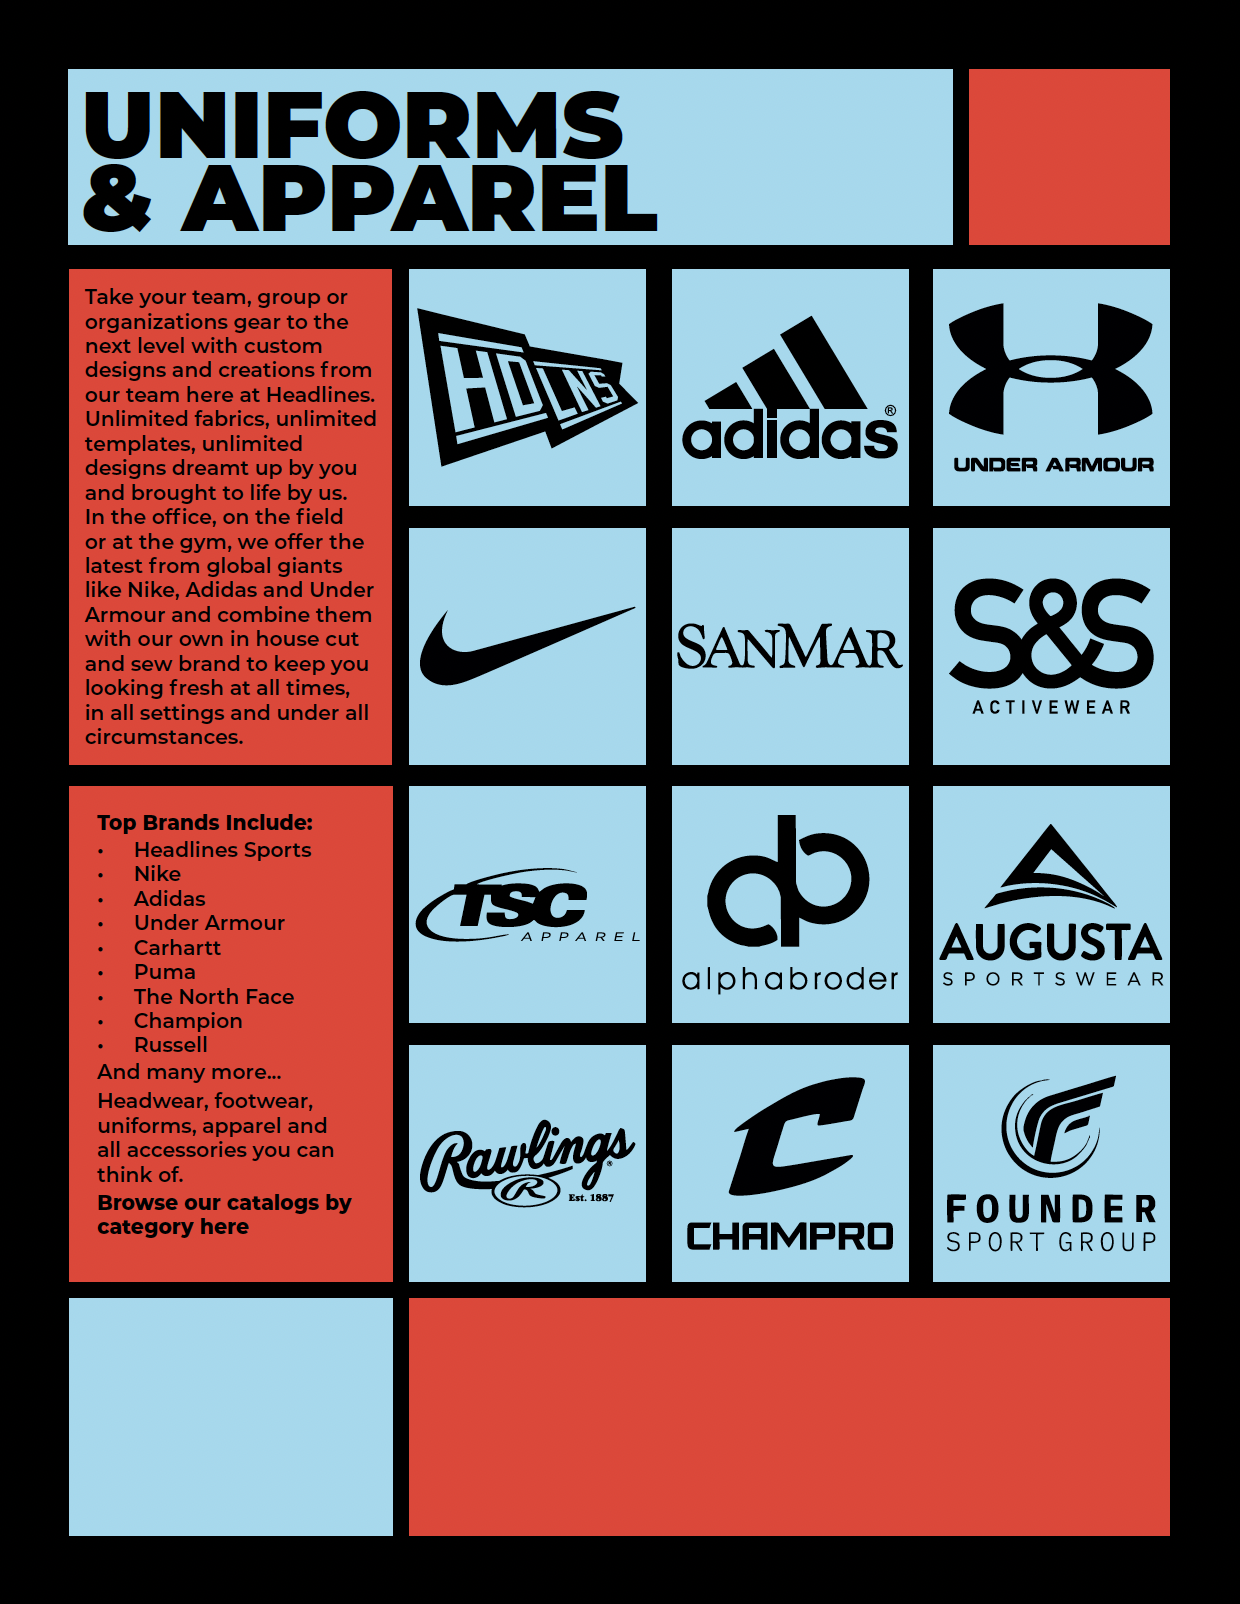 UNIFORMS
& APPAREL
Take your team, group or
organizations gear to the
next level with custom
designs and creations from
our team here at Headlines.
Unlimited fabrics, unlimited
templates, unlimited
designs dreamt up by you
and brought to life by us.
In the office, on the field
or at the gym, we offer the
latest from global giants
like Nike, Adidas and Under
Armour and combine them
with our own in house cut
and sew brand to keep you
looking fresh at all times,
in all settings and under all
circumstances.
HDLNS
adidas®
UNDER ARMOUR
SANMAR
S&S
ACTIVEWEAR
Top Brands Include:
• Headlines Sports
• Nike
• Adidas
• Under Armour
• Carhartt
• Puma
• The North Face
• Champion
• Russell
And many more...
Headwear, footwear,
uniforms, apparel and
all accessories you can
think of.
Browse our catalogs by
category here
TSC
APPAREL
ab
alphabroder
AUGUSTA
SPORTSWEAR
Rawlings®
R
Est. 1887
C
CHAMPRO
F
FOUNDER
SPORT GROUP